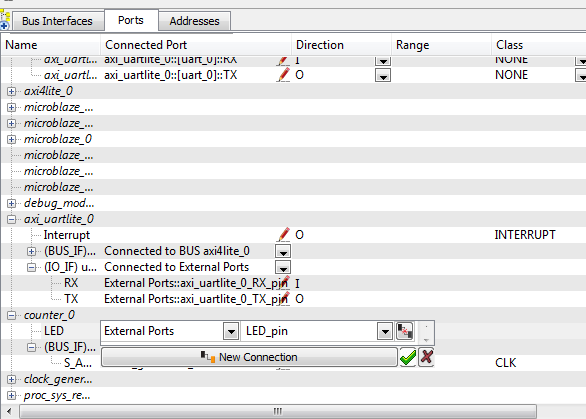 Bus Interfaces Ports Addresses
Name Connected Port Direction Range Class
axi_uartl... axi_uartlite_0::[uart_0]::RX I NONE
axi_uartl... axi_uartlite_0::[uart_0]::TX O NONE
axi4lite_0
microblaze_...
microblaze_...
microblaze_0
microblaze_...
microblaze_...
microblaze_...
debug_mod...
axi_uartlite_0
Interrupt O INTERRUPT
(BUS_IF)... Connected to BUS axi4lite_0
(IO_IF) u... Connected to External Ports
RX External Ports::axi_uartlite_0_RX_pin I
TX External Ports::axi_uartlite_0_TX_pin O
counter_0
LED External Ports LED_pin
(BUS_IF)... New Connection
S_A... CLK
clock_gener...
proc_sys_re...